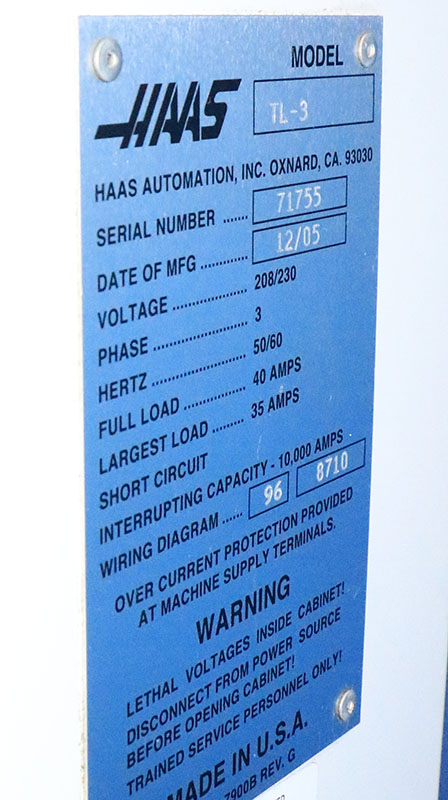 MODEL
HAAS
TL-3
HAAS AUTOMATION, INC. OXNARD, CA. 93030
SERIAL NUMBER ...... 71755
DATE OF MFG ........... 12/05
VOLTAGE ................. 208/230
PHASE ..................... 3
HERTZ ..................... 50/60
FULL LOAD .............. 40 AMPS
LARGEST LOAD ........ 35 AMPS
SHORT CIRCUIT
INTERRUPTING CAPACITY - 10,000 AMPS
WIRING DIAGRAM ...... 96 8710
OVER CURRENT PROTECTION PROVIDED
AT MACHINE SUPPLY TERMINALS.
WARNING
LETHAL VOLTAGES INSIDE CABINET!
DISCONNECT FROM POWER SOURCE
BEFORE OPENING CABINET!
TRAINED SERVICE PERSONNEL ONLY!
MADE IN U.S.A.
7900B REV. G